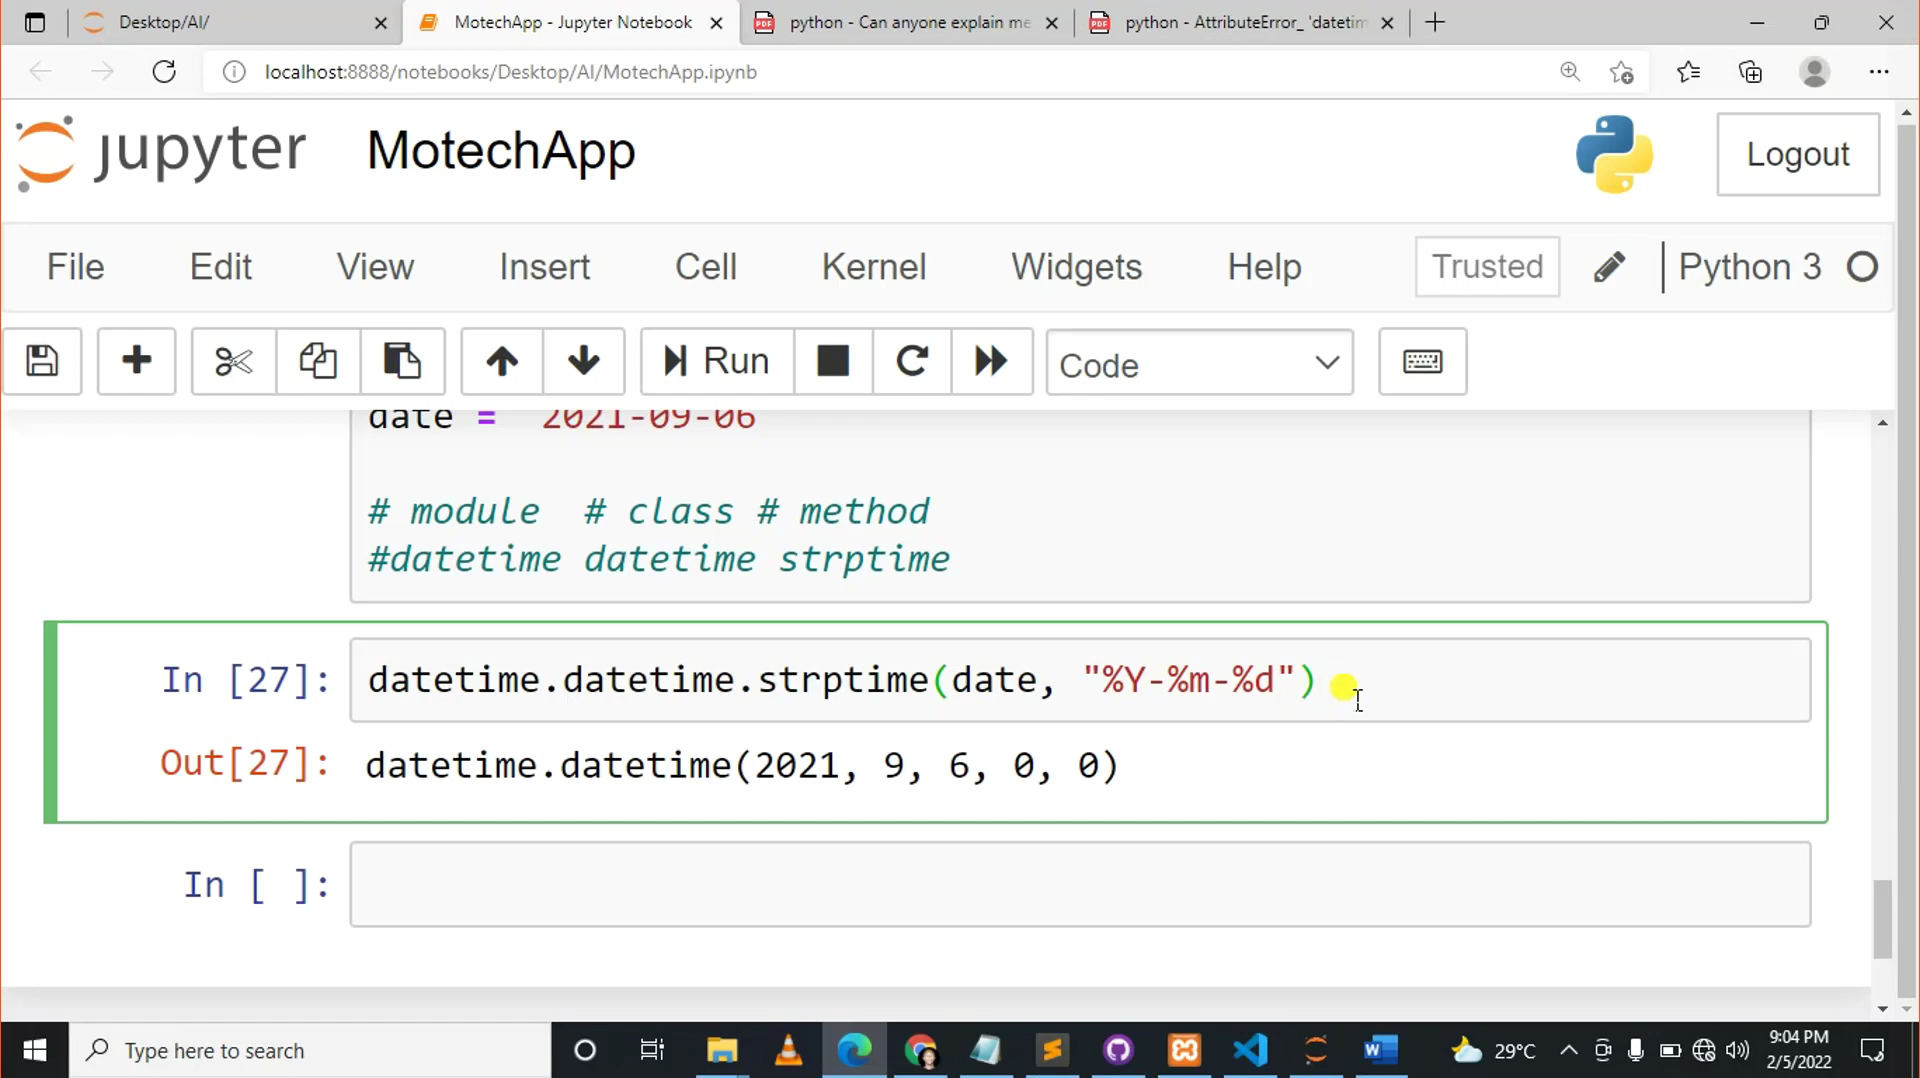 Desktop/AI/
MotechApp - Jupyter Notebook
python - Can anyone explain me
python - AttributeError_ 'datetim
localhost:8888/notebooks/Desktop/AI/MotechApp.ipynb
jupyter MotechApp
Logout
File Edit View Insert Cell Kernel Widgets Help Trusted Python 3
Run Code
date = 2021-09-06
# module # class # method
#datetime datetime strptime
In [27]: datetime.datetime.strptime(date, "%Y-%m-%d")
Out[27]: datetime.datetime(2021, 9, 6, 0, 0)
In [ ]:
Type here to search
29°C
9:04 PM
2/5/2022